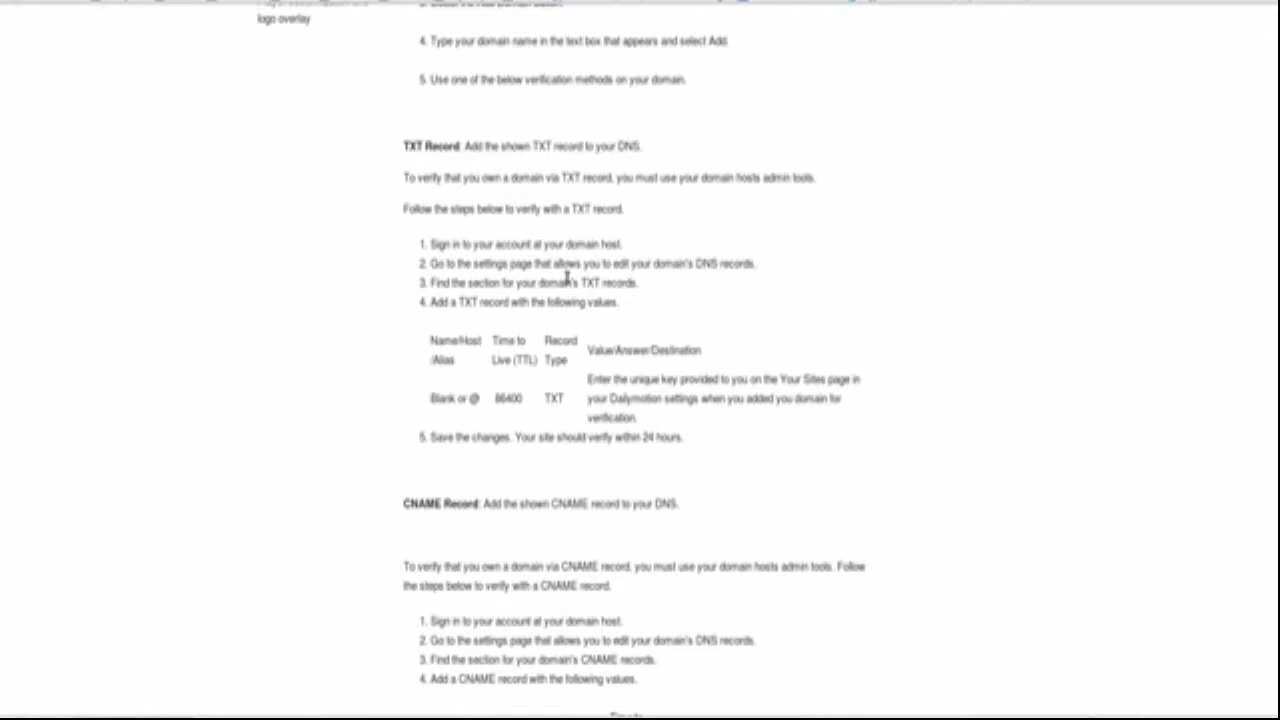 logo overlay
4. Type your domain name in the text box that appears and select Add.
5. Use one of the below verification methods on your domain.
TXT Record: Add the shown TXT record to your DNS.
To verify that you own a domain via TXT record, you must use your domain hosts admin tools.
Follow the steps below to verify with a TXT record.
1. Sign in to your account at your domain host.
2. Go to the settings page that allows you to edit your domain's DNS records.
3. Find the section for your domain's TXT records.
4. Add a TXT record with the following values.
Name/Host Time to Record
/Alias Live (TTL) Type Value/Answer/Destination
Enter the unique key provided to you on the Your Sites page in
Blank or @ 86400 TXT your Dailymotion settings when you added you domain for
verification.
5. Save the changes. Your site should verify within 24 hours.
CNAME Record: Add the shown CNAME record to your DNS.
To verify that you own a domain via CNAME record, you must use your domain hosts admin tools. Follow
the steps below to verify with a CNAME record.
1. Sign in to your account at your domain host.
2. Go to the settings page that allows you to edit your domain's DNS records.
3. Find the section for your domain's CNAME records.
4. Add a CNAME record with the following values.